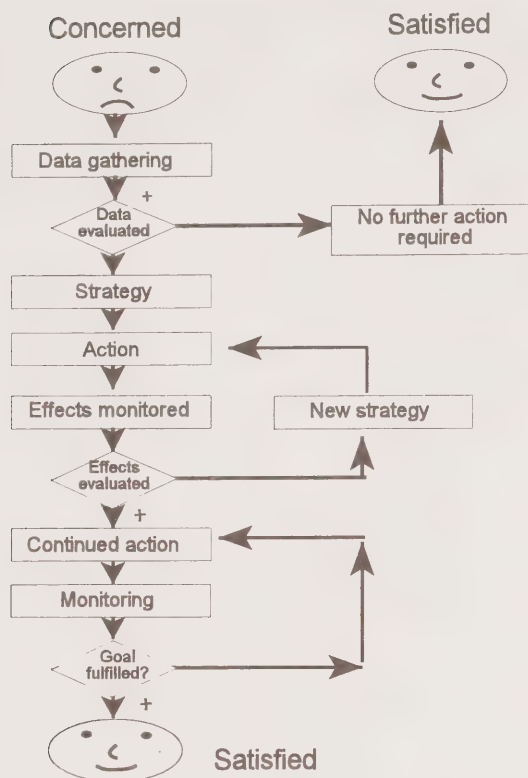 Concerned
Satisfied
Data gathering
+
Data
evaluated
No further action
required
Strategy
Action
Effects monitored
New strategy
Effects
evaluated
+
Continued action
Monitoring
Goal
fulfilled?
+
Satisfied